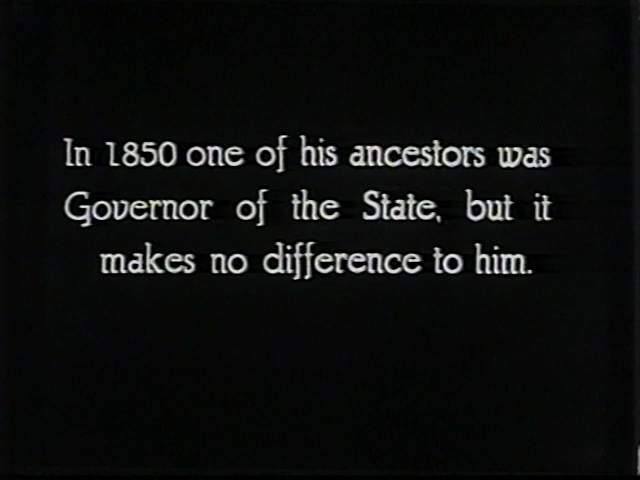 In 1850 one of his ancestors was
Governor of the State, but it
makes no difference to him.